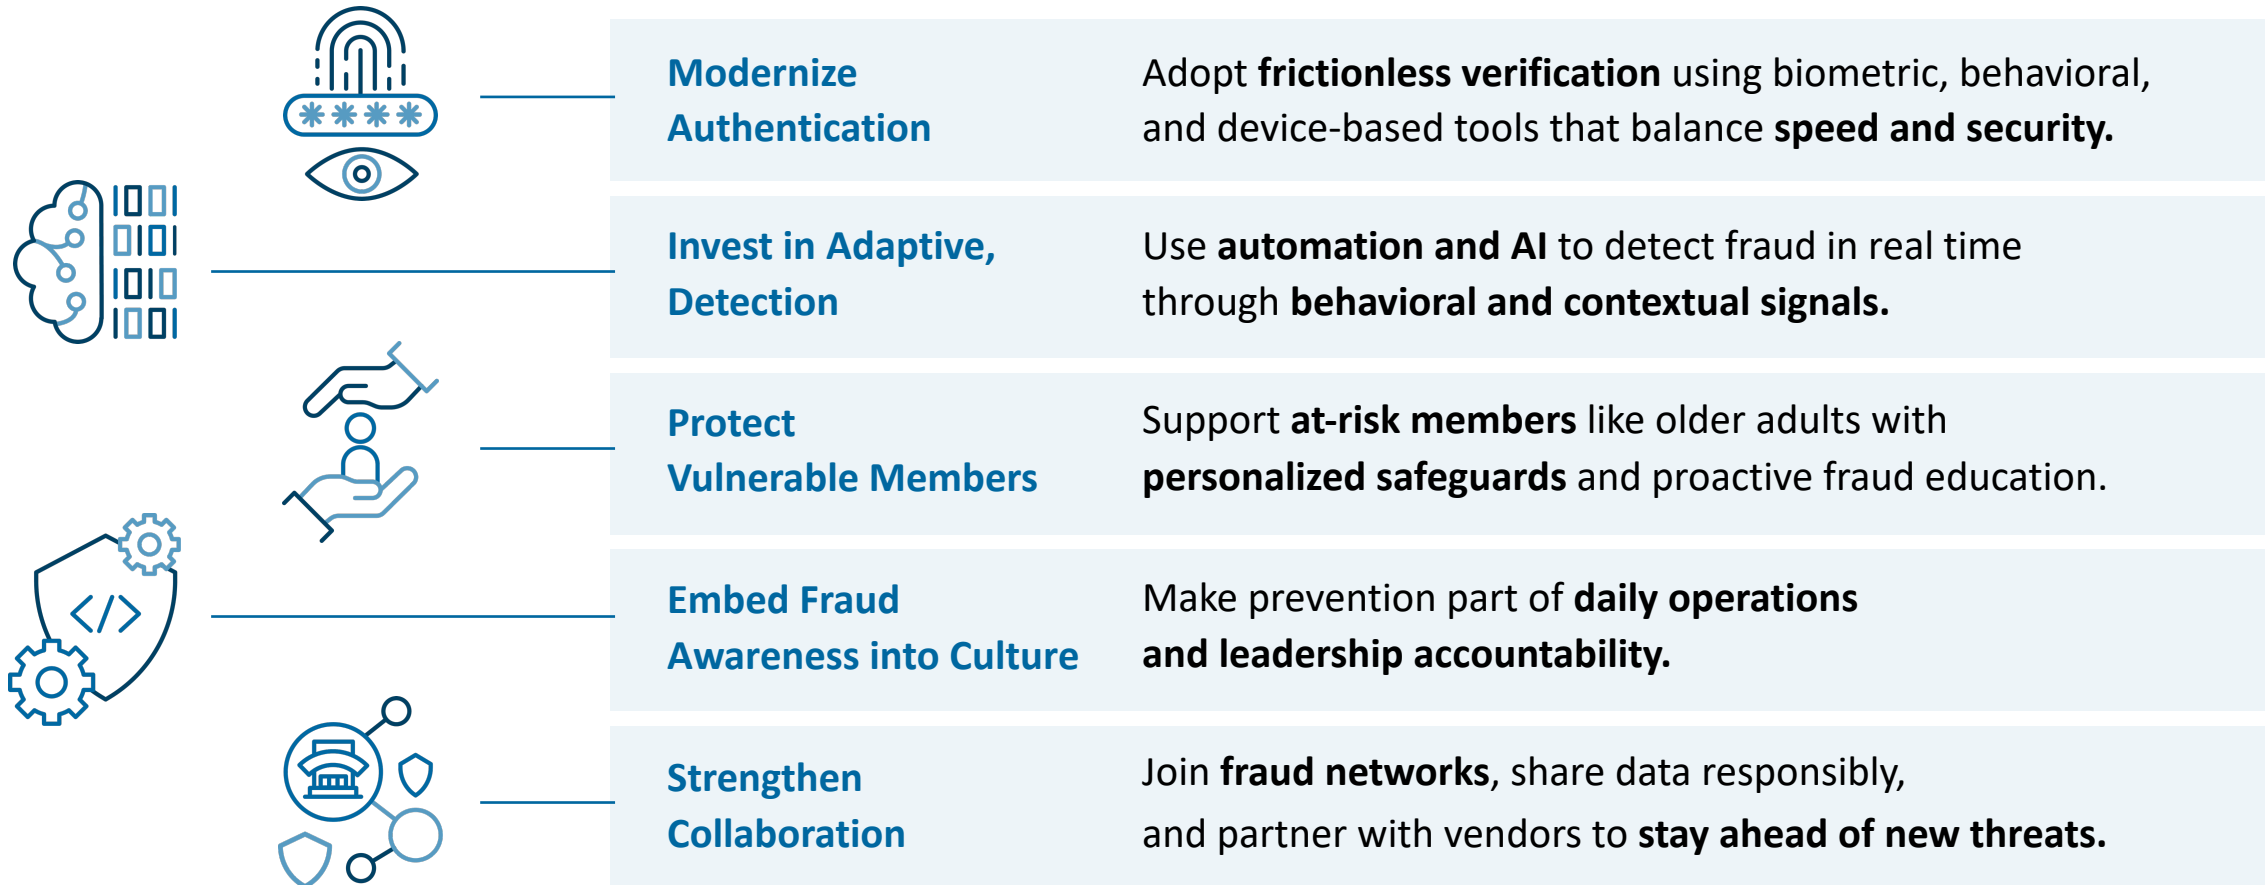 Modernize
Authentication
Adopt frictionless verification using biometric, behavioral,
and device-based tools that balance speed and security.
Invest in Adaptive,
Detection
Use automation and AI to detect fraud in real time
through behavioral and contextual signals.
Protect
Vulnerable Members
Support at-risk members like older adults with
personalized safeguards and proactive fraud education.
Embed Fraud
Awareness into Culture
Make prevention part of daily operations
and leadership accountability.
Strengthen
Collaboration
Join fraud networks, share data responsibly,
and partner with vendors to stay ahead of new threats.